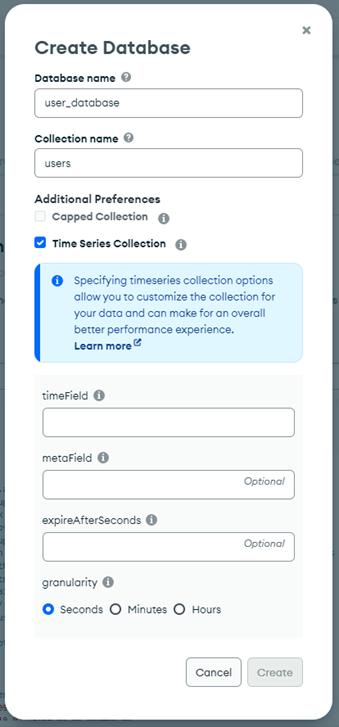 Create Database
Database name
user_database
Collection name
users
Additional Preferences
Capped Collection
Time Series Collection
Specifying timeseries collection options
allow you to customize the collection for
your data and can make for an overall
better performance experience.
Learn more
timeField
metaField
Optional
expireAfterSeconds
Optional
granularity
Seconds Minutes Hours
Cancel Create